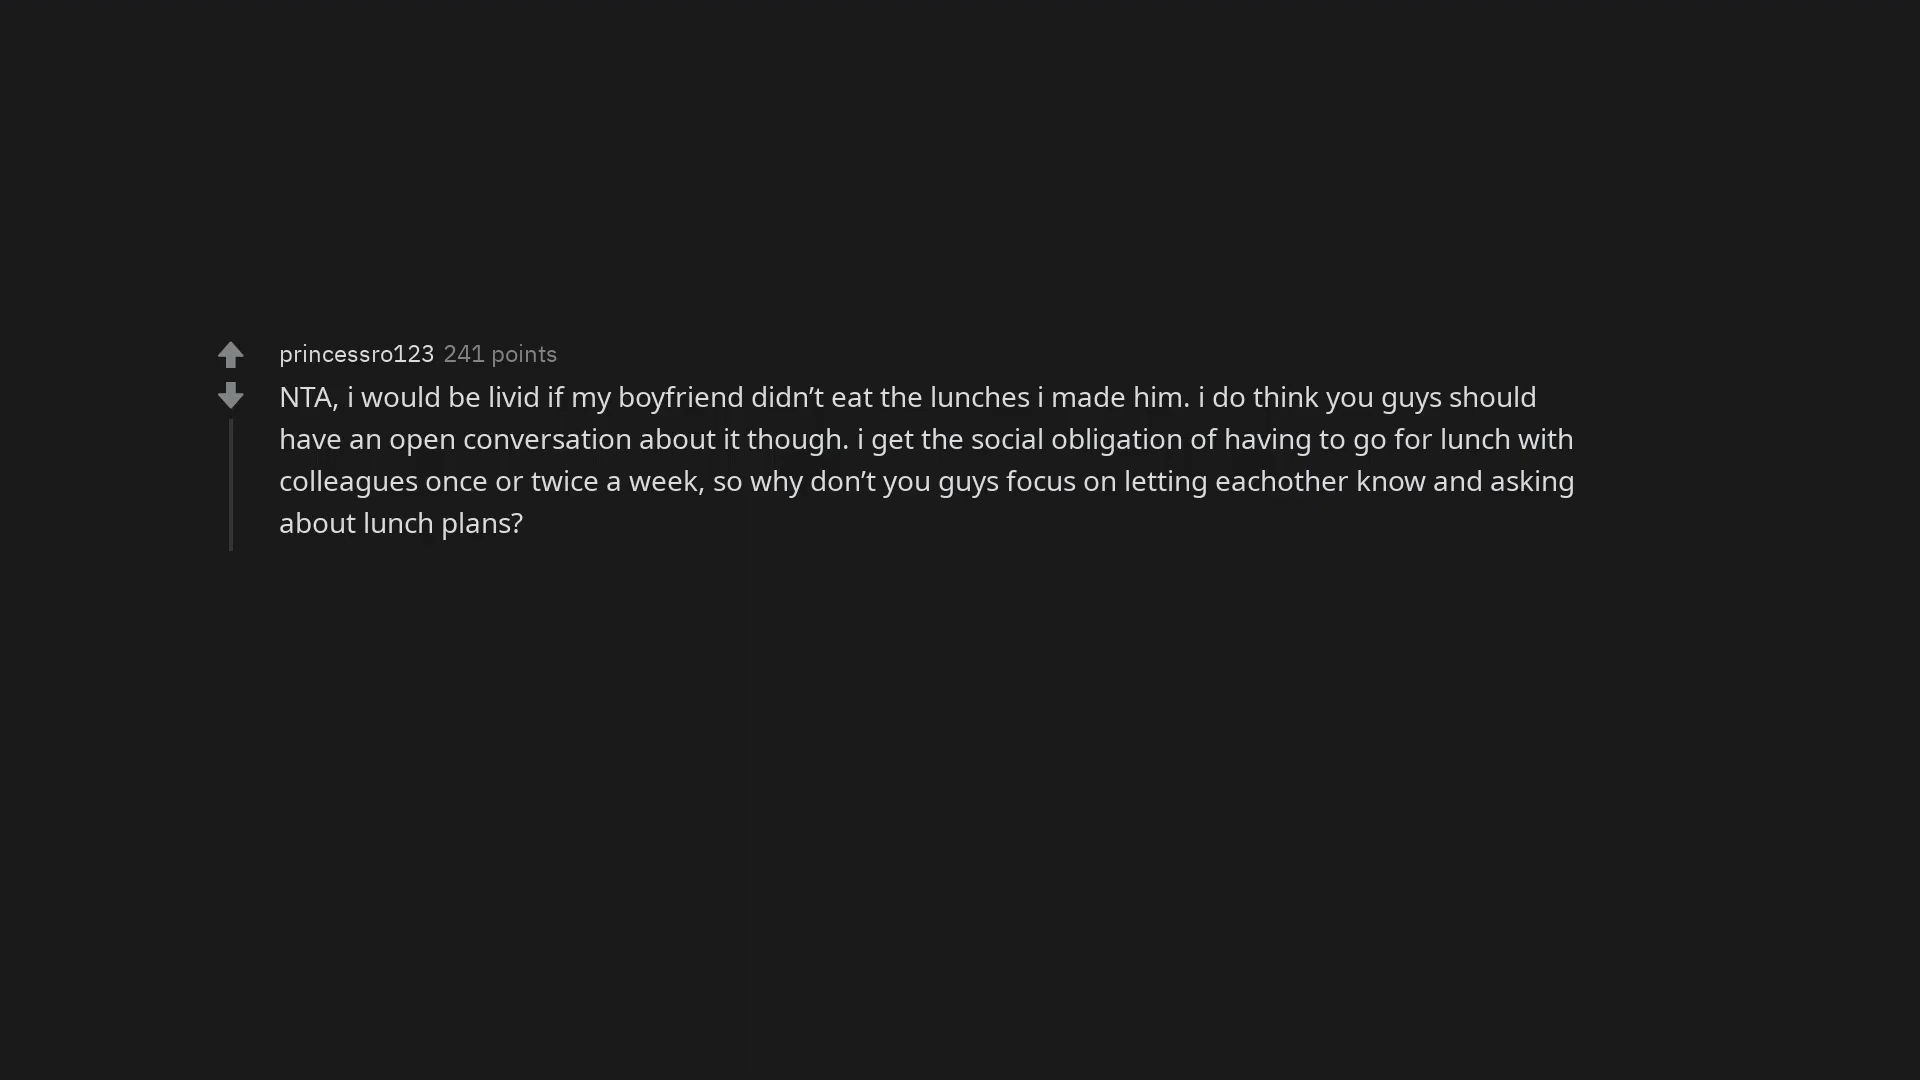 princessro123 241 points
NTA, i would be livid if my boyfriend didn’t eat the lunches i made him. i do think you guys should
have an open conversation about it though. i get the social obligation of having to go for lunch with
colleagues once or twice a week, so why don’t you guys focus on letting eachother know and asking
about lunch plans?